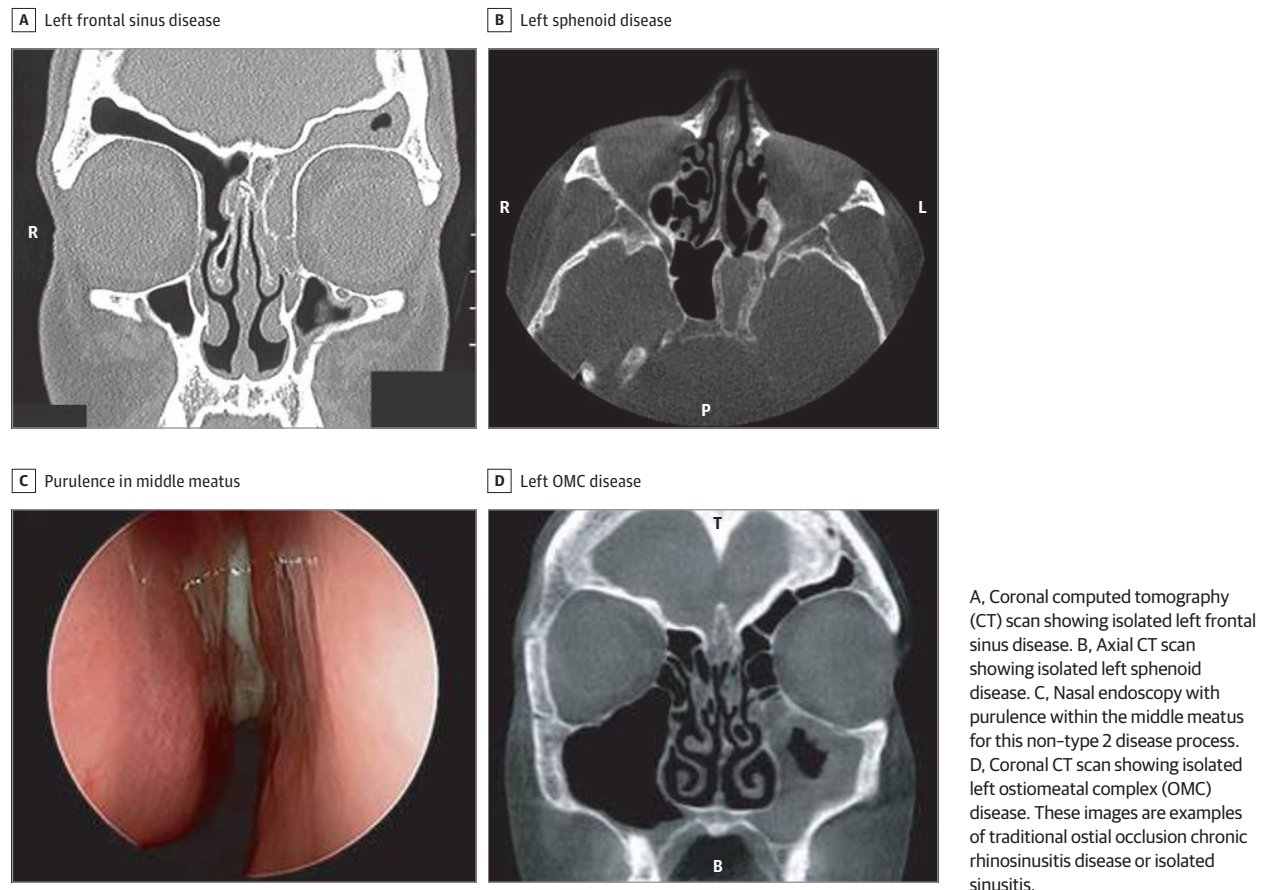 A Left frontal sinus disease
B Left sphenoid disease
R
R
L
P
C Purulence in middle meatus
D Left OMC disease
T
B
A, Coronal computed tomography
(CT) scan showing isolated left frontal
sinus disease. B, Axial CT scan
showing isolated left sphenoid
disease. C, Nasal endoscopy with
purulence within the middle meatus
for this non–type 2 disease process.
D, Coronal CT scan showing isolated
left ostiomeatal complex (OMC)
disease. These images are examples
of traditional ostial occlusion chronic
rhinosinusitis disease or isolated
sinusitis.